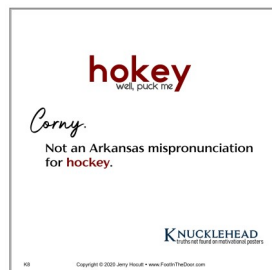 hokey
well, puck me
Corny.
Not an Arkansas mispronunciation
for hockey.
KNUCKLEHEAD
truths not found on motivational posters
K6 Copyright © 2020 Jerry Hocutt • www.FootInTheDoor.com